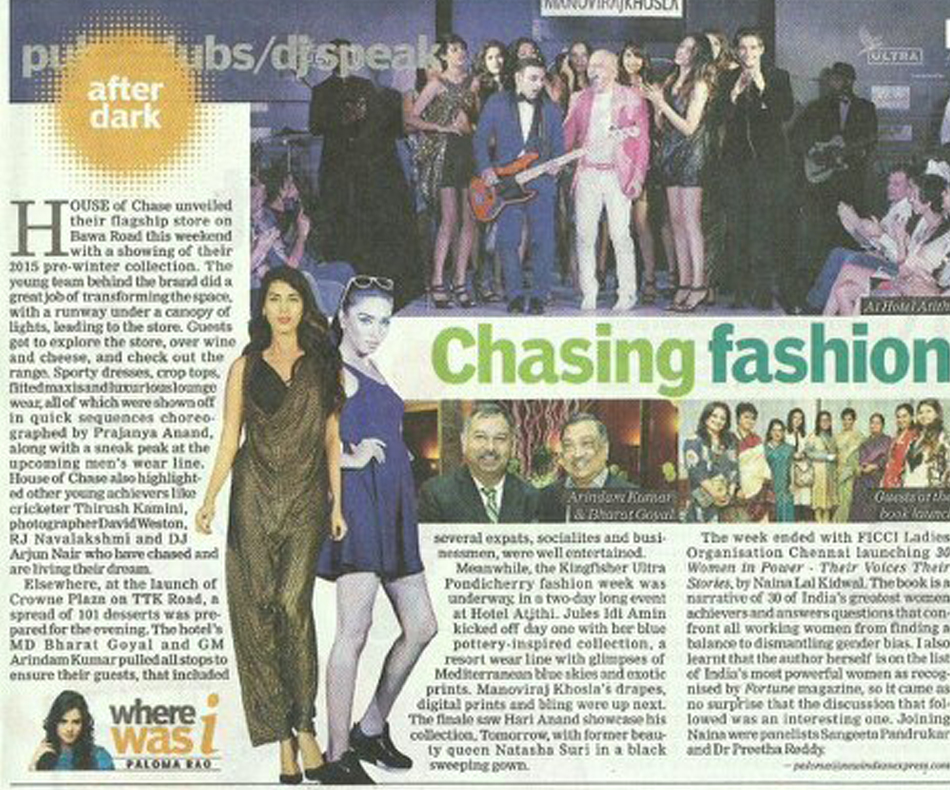 MANOVIRAJKHOSLA
ULTRA
after
dark
At Hotel
HOUSE of Chase unveiled
their flagship store on
Bawa Road this weekend
with a showing of their
2015 pre-winter collection. The
young team behind the brand did a
great job of transforming the space,
with a runway under a canopy of
lights, leading to the store. Guests
got to explore the store, over wine
and cheese, and check out the
range. Sporty dresses, crop tops,
fitted maxis and luxurious lounge
wear, all of which were shown off
in quick sequences choreo-
graphed by Prajanya Anand,
along with a sneak peak at the
upcoming men's wear line.
House of Chase also highlight-
ed other young achievers like
cricketer Thirush Kamini,
photographer David Weston,
RJ Navalakshmi and DJ
Arjun Nair who have chased and
are living their dream.
Elsewhere, at the launch of
Crowne Plaza on TTK Road, a
spread of 101 desserts was pre-
pared for the evening. The hotel's
MD Bharat Goyal and GM
Arindam Kumar pulled all stops to
ensure their guests, that included
where
was i
PALOMA RAO
Chasing fashion
Arindam Kumar
& Bharat Goyal
Guests at the
book
several expats, socialites and busi-
nessmen, were well entertained.
Meanwhile, the Kingfisher Ultra
Pondicherry fashion week was
underway, in a two-day long event
at Hotel Atithi. Jules Idi Amin
kicked off day one with her blue
pottery-inspired collection, a
resort wear line with glimpses of
Mediterranean blue skies and exotic
prints. Manoviraj Khosla's drapes,
digital prints and bling were up next.
The finale saw Hari Anand showcase his
collection, Tomorrow, with former beau-
ty queen Natasha Suri in a black
sweeping gown.
The week ended with FICCI Ladies
Organisation Chennai launching 30
Women in Power - Their Voices Their
Stories, by Naina Lal Kidwai. The book is
narrative of 30 of India's greatest women
achievers and answers questions that con-
front all working women from finding a
balance to dismantling gender bias. I also
learnt that the author herself is on the list
of India's most powerful women as recog-
nised by Fortune magazine, so it came a
no surprise that the discussion that fol
lowed was an interesting one. Joining
Naina were panelists Sangeeta Pandrukar
and Dr Preetha Reddy.
— paloma@newindianexpress.com